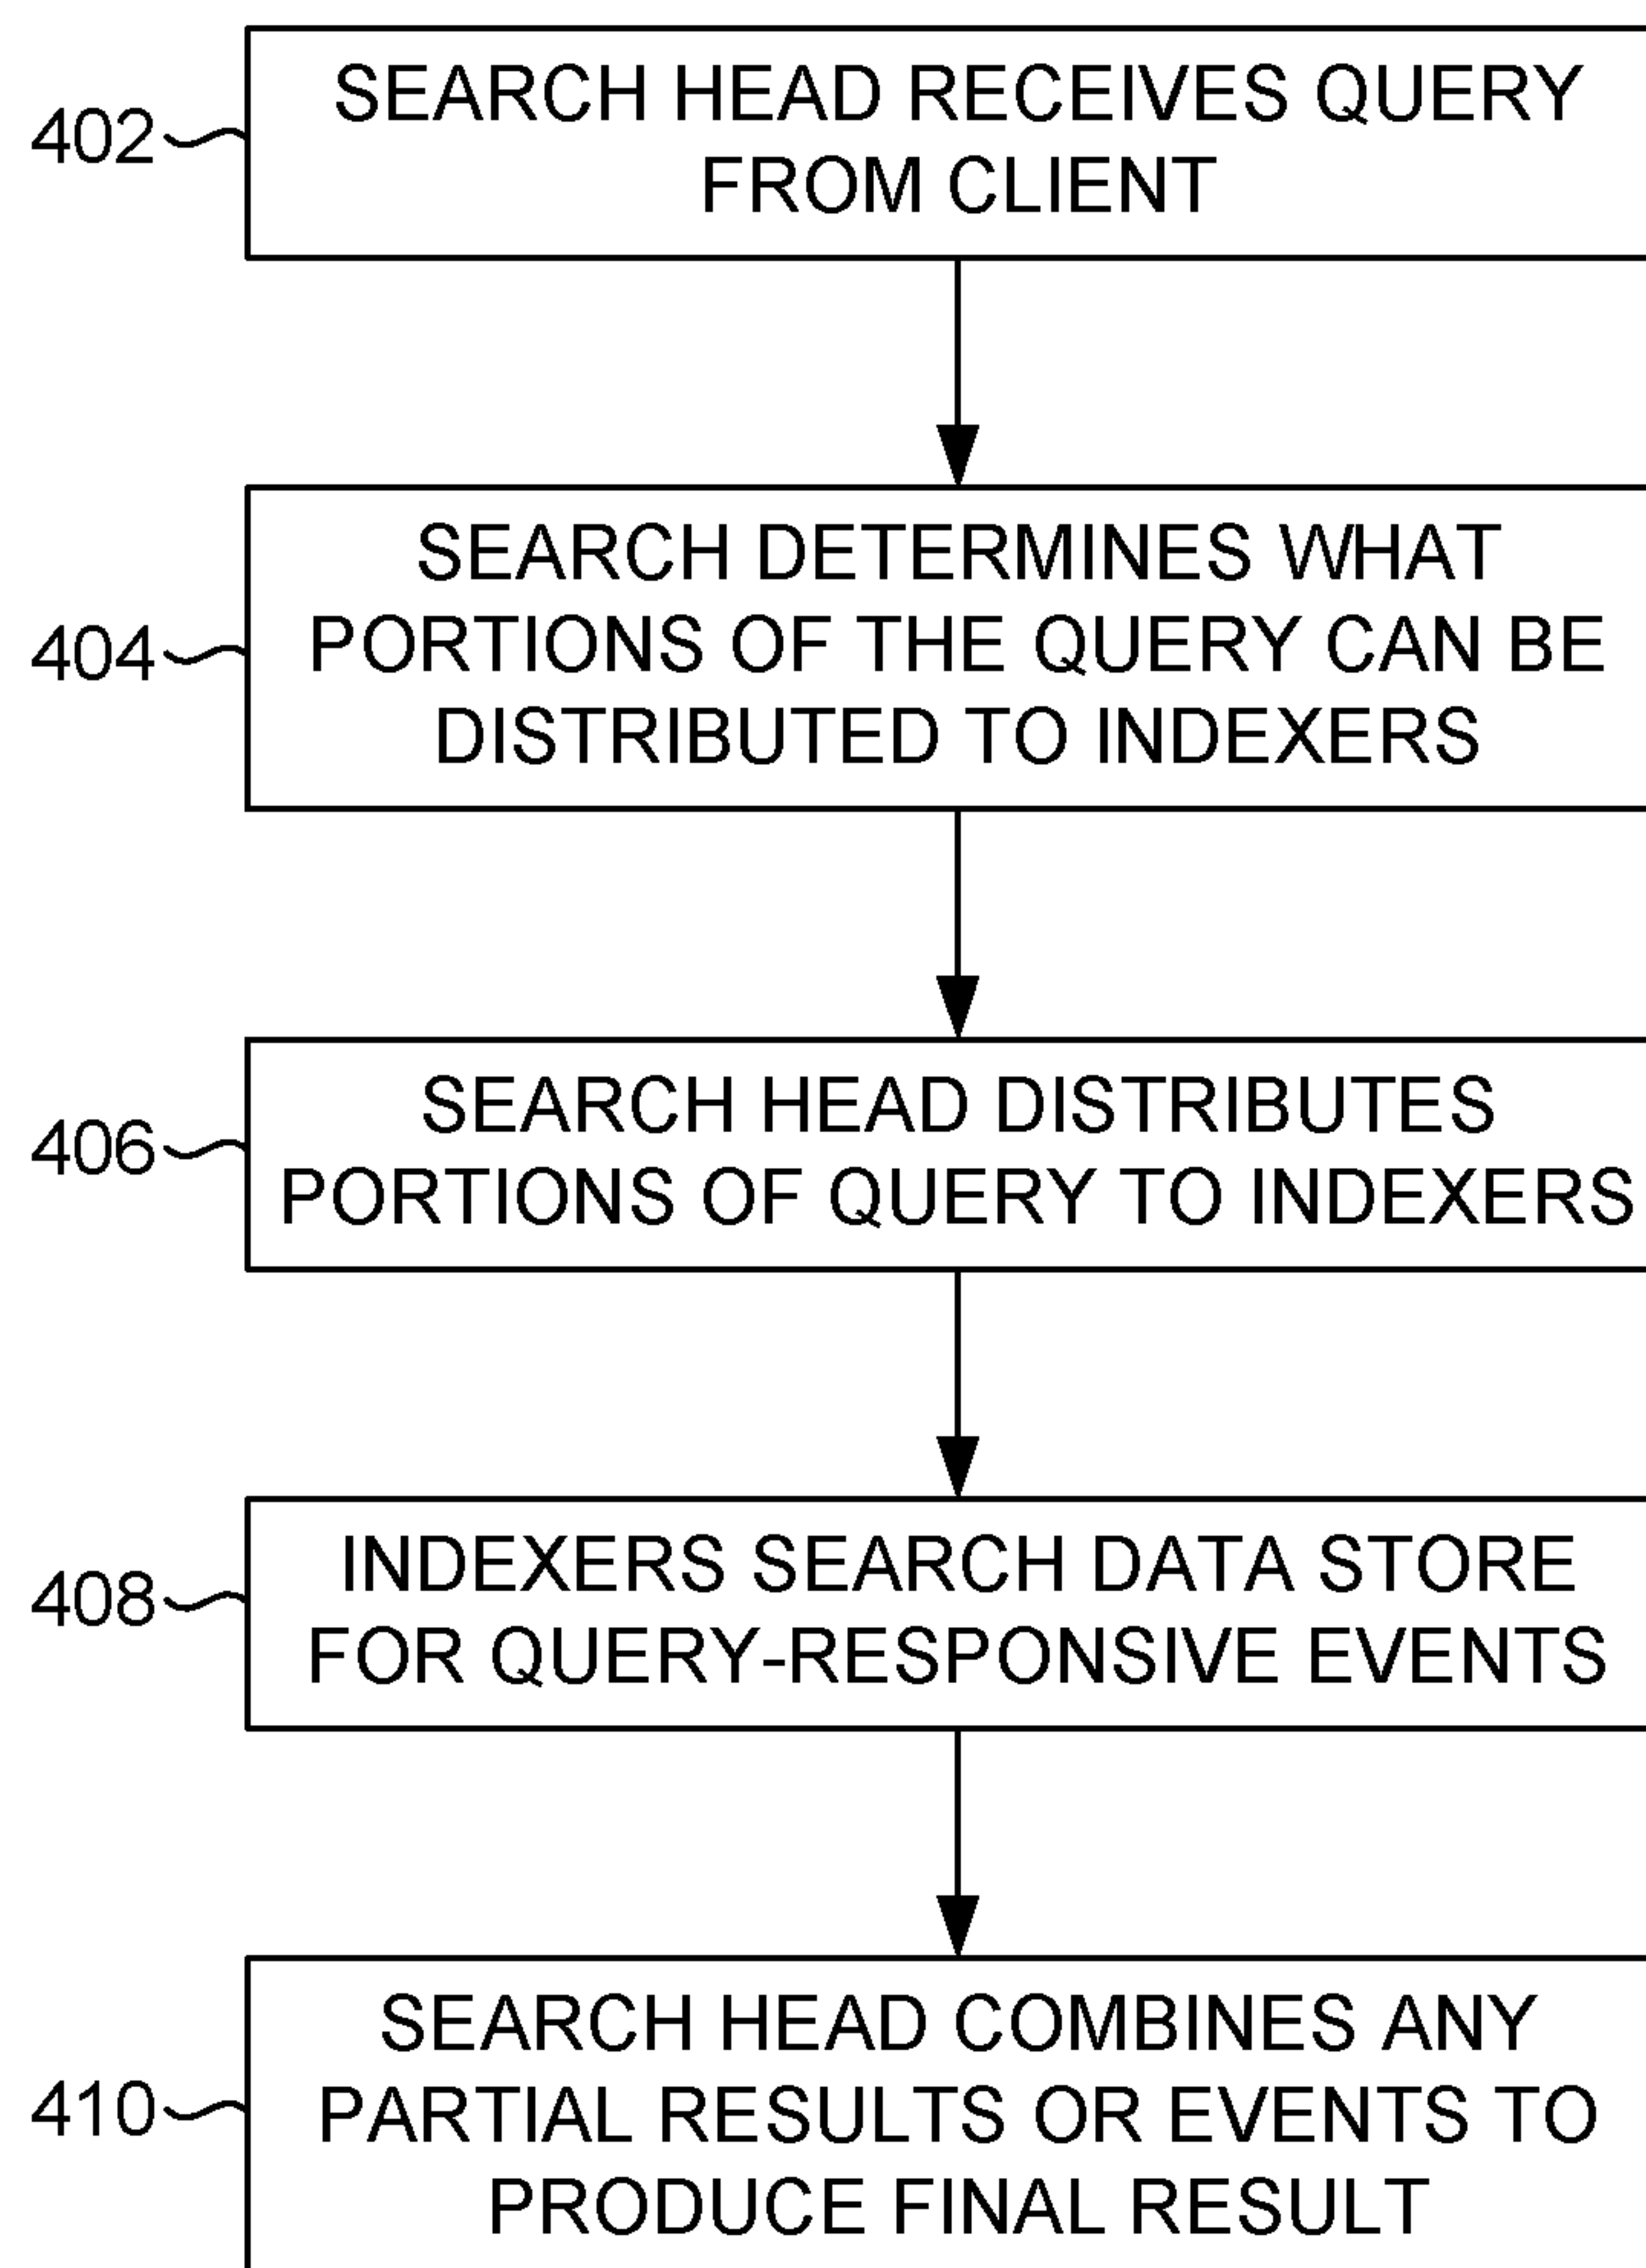 SEARCH HEAD RECEIVES QUERY
FROM CLIENT
402
SEARCH DETERMINES WHAT
PORTIONS OF THE QUERY CAN BE
DISTRIBUTED TO INDEXERS
404
SEARCH HEAD DISTRIBUTES
PORTIONS OF QUERY TO INDEXERS
406
INDEXERS SEARCH DATA STORE
FOR QUERY-RESPONSIVE EVENTS
408
SEARCH HEAD COMBINES ANY
PARTIAL RESULTS OR EVENTS TO
PRODUCE FINAL RESULT
410